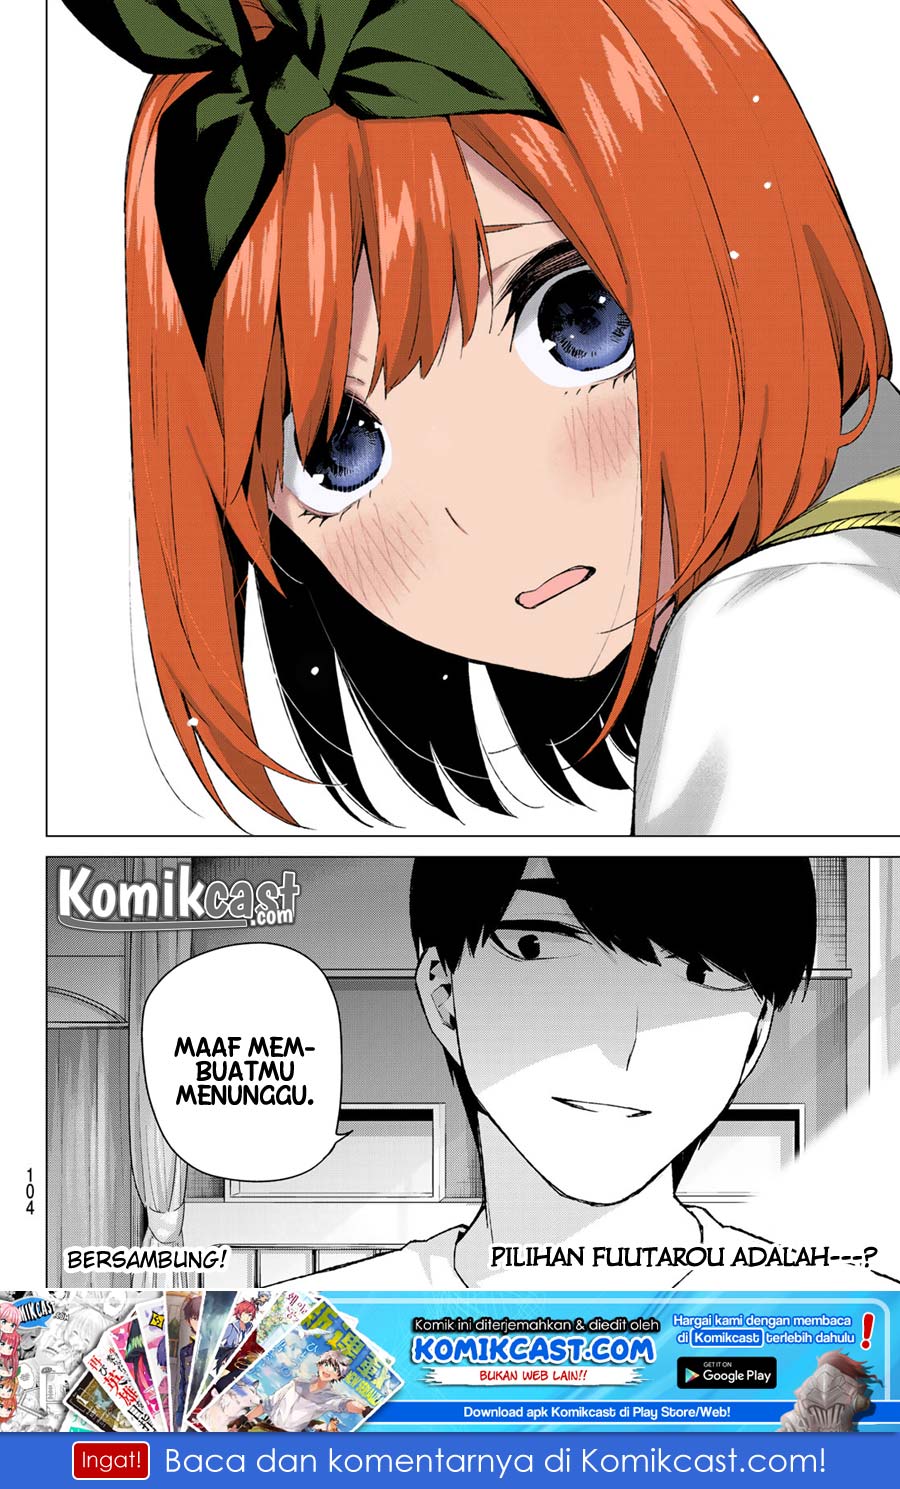 Komikcast
.com
MAAF MEM-
BUATMU
MENUNGGU.
104
BERSAMBUNG!
PILIHAN FUUTAROU ADALAH---?
Komik ini diterjemahkan & diedit oleh
KOMIKCAST.COM
BUKAN WEB LAIN!!
Hargai kami dengan membaca
di Komikcast terlebih dahulu !
GET IT ON
Google Play
Download apk Komikcast di Play Store/Web!
Ingat! Baca dan komentarnya di Komikcast.com!